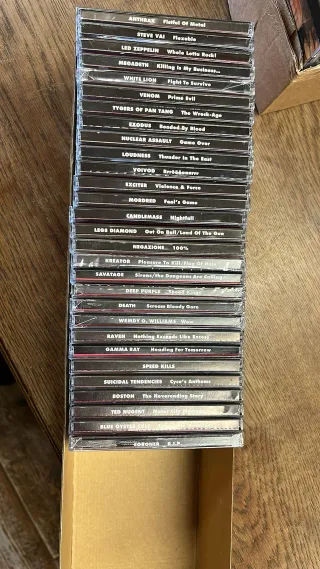 ANTHRAX Fistful Of Metal
STEVE VAI Flexable
LED ZEPPELIN Whole Lotta Rock!
MEGADETH Killing Is My Business...
WHITE LION Fight To Survive
VENOM Prime Evil
TYGERS OF PAN TANG The Wreck-Age
EXODUS Bonded By Blood
NUCLEAR ASSAULT Game Over
LOUDNESS Thunder In The East
VOIVOD
EXCITER Violence & Force
MORDRED Fool's Game
CANDLEMASS Nightfall
LEGS DIAMOND Out On Bail/Land Of The Gun
NEGAZIONE... 100%
KREATOR Pleasure To Kill/Flag Of Hate
SAVATAGE Sirens/The Dungeons Are Calling
DEEP PURPLE
DEATH Scream Bloody Gore
WENDY O. WILLIAMS Wow
RAVEN Nothing Exceeds Like Excess
GAMMA RAY Heading For Tomorrow
SPEED KILLS
SUICIDAL TENDENCIES Cyco's Anthems
BOSTON The Neverending Story
TED NUGENT
BLUE ÖYSTER CULT
CORONER R.I.P.